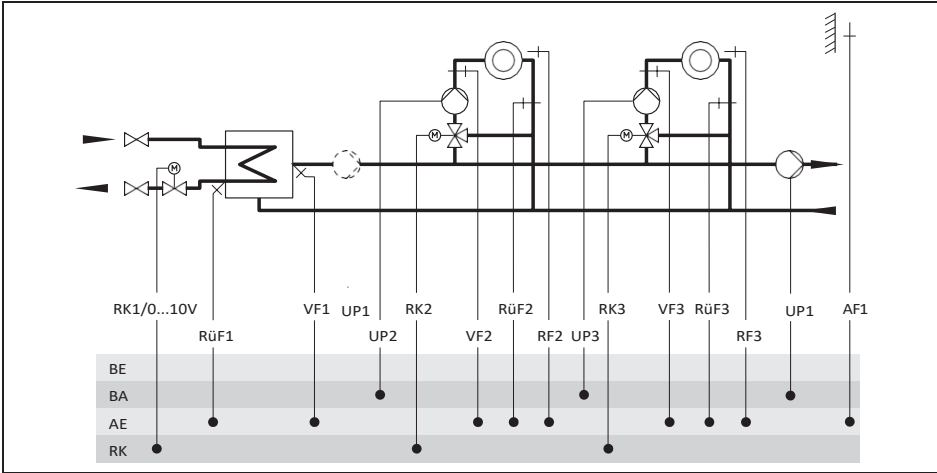 M
M
M
RK1/0...10V
VF1
UP1
RK2
RüF2
RK3
VF3
RüF3
UP1
AF1
RüF1
UP2
VF2
RF2
UP3
RF3
BE
BA
AE
RK